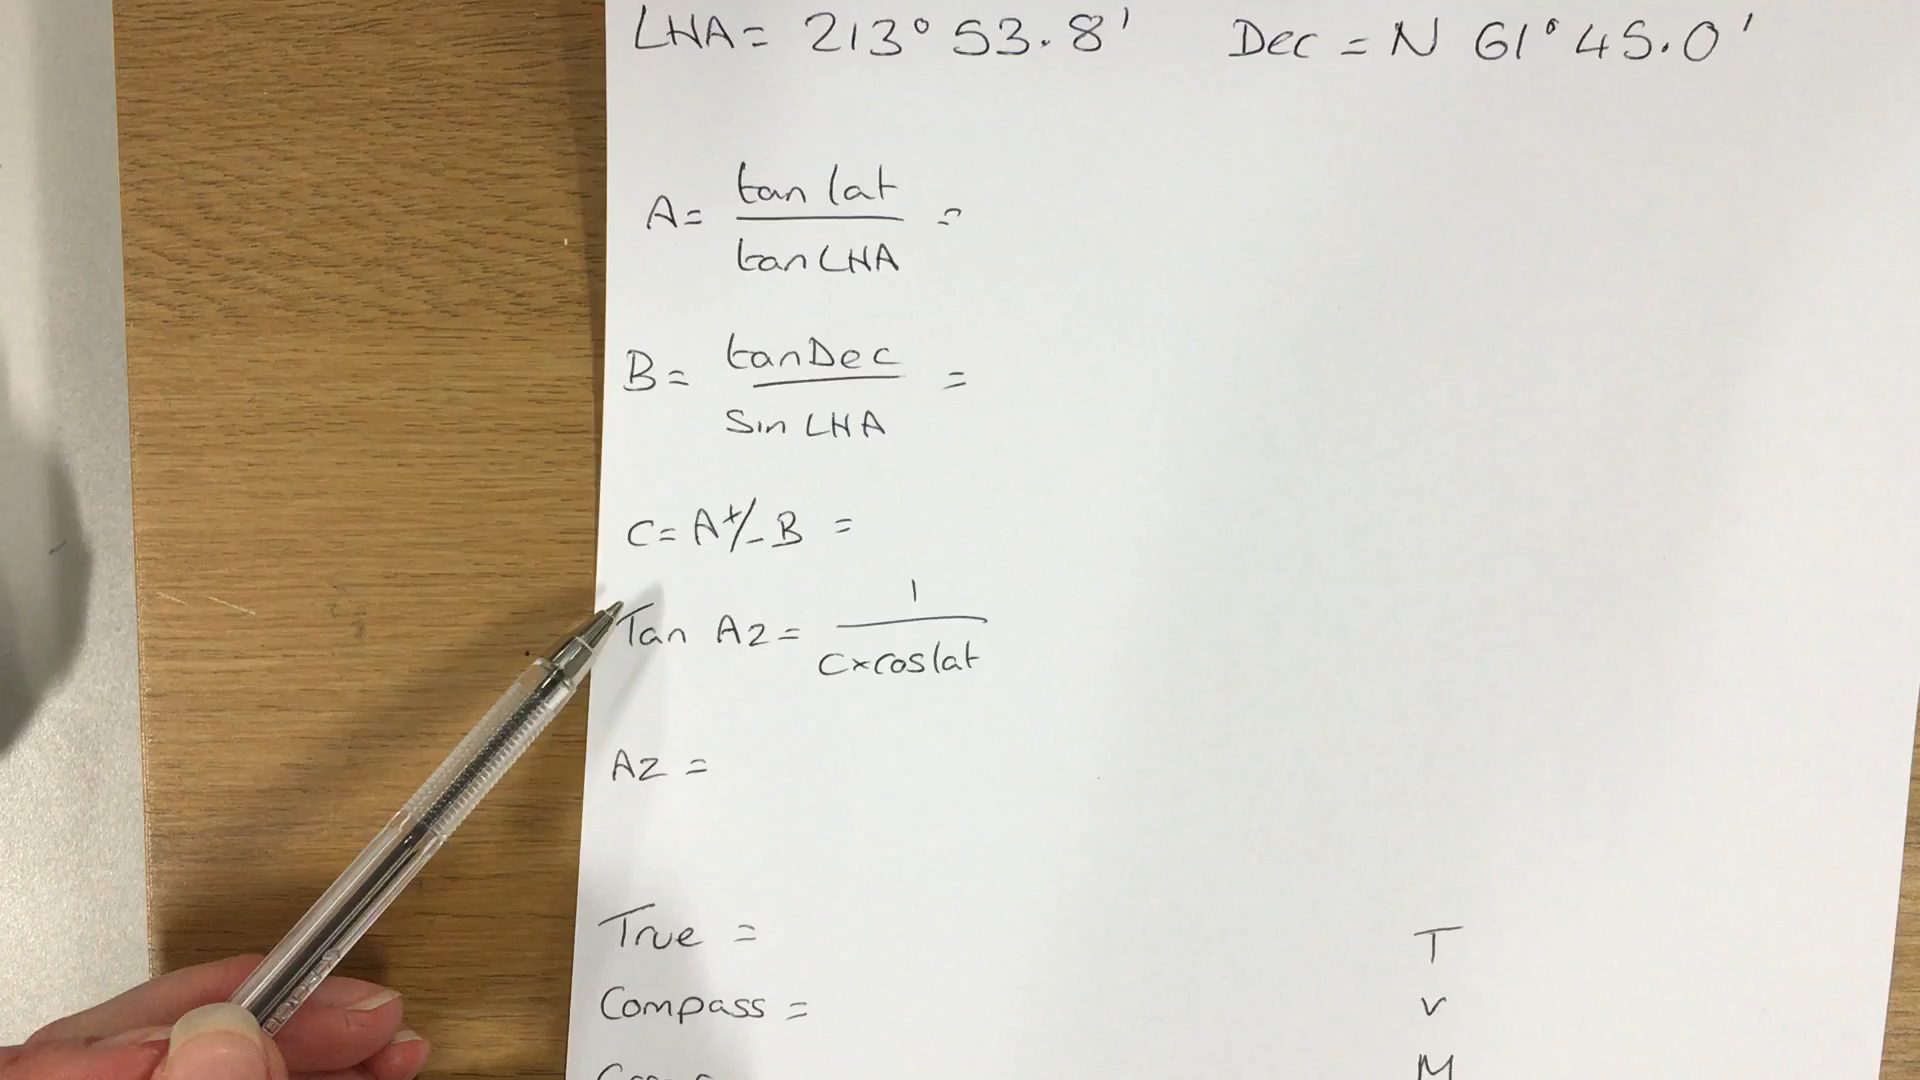 LHA = 213° 53.8' Dec = N 61° 45.0'
A = tan lat / tan LHA =
B = tan Dec / Sin LHA =
C = A +/- B =
Tan Az = 1 / C × cos lat
Az =
True = T
Compass = V
M